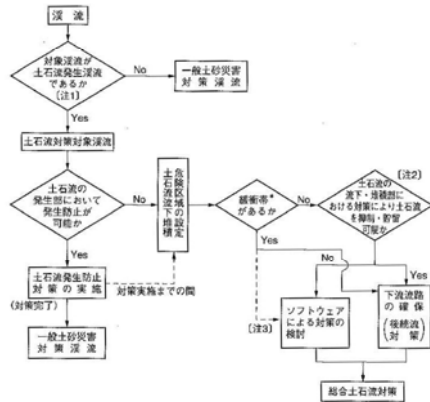 渓　流
対象渓流が
土石流発生渓流
であるか
〔注1〕
No
一般土砂災害
対 策 渓 流
Yes
土石流対策対象渓流
土石流の
発生部において
発生防止が
可能か
No
土石流流下堆積
危険区域の設定
緩衝帯*
があるか
No
〔注2〕
土石流の
流下・堆積部に
おける対策により土石流
を抑制・貯留
可能か
Yes
土石流発生防止
対 策 の 実 施
対策実施までの間
(対策完了)
一般土砂災害
対 策 渓 流
Yes
No
Yes
〔注3〕
ソフトウェア
による対策の
検討
下流流路
の 確 保
(後続流
対 策)
総合土石流対策